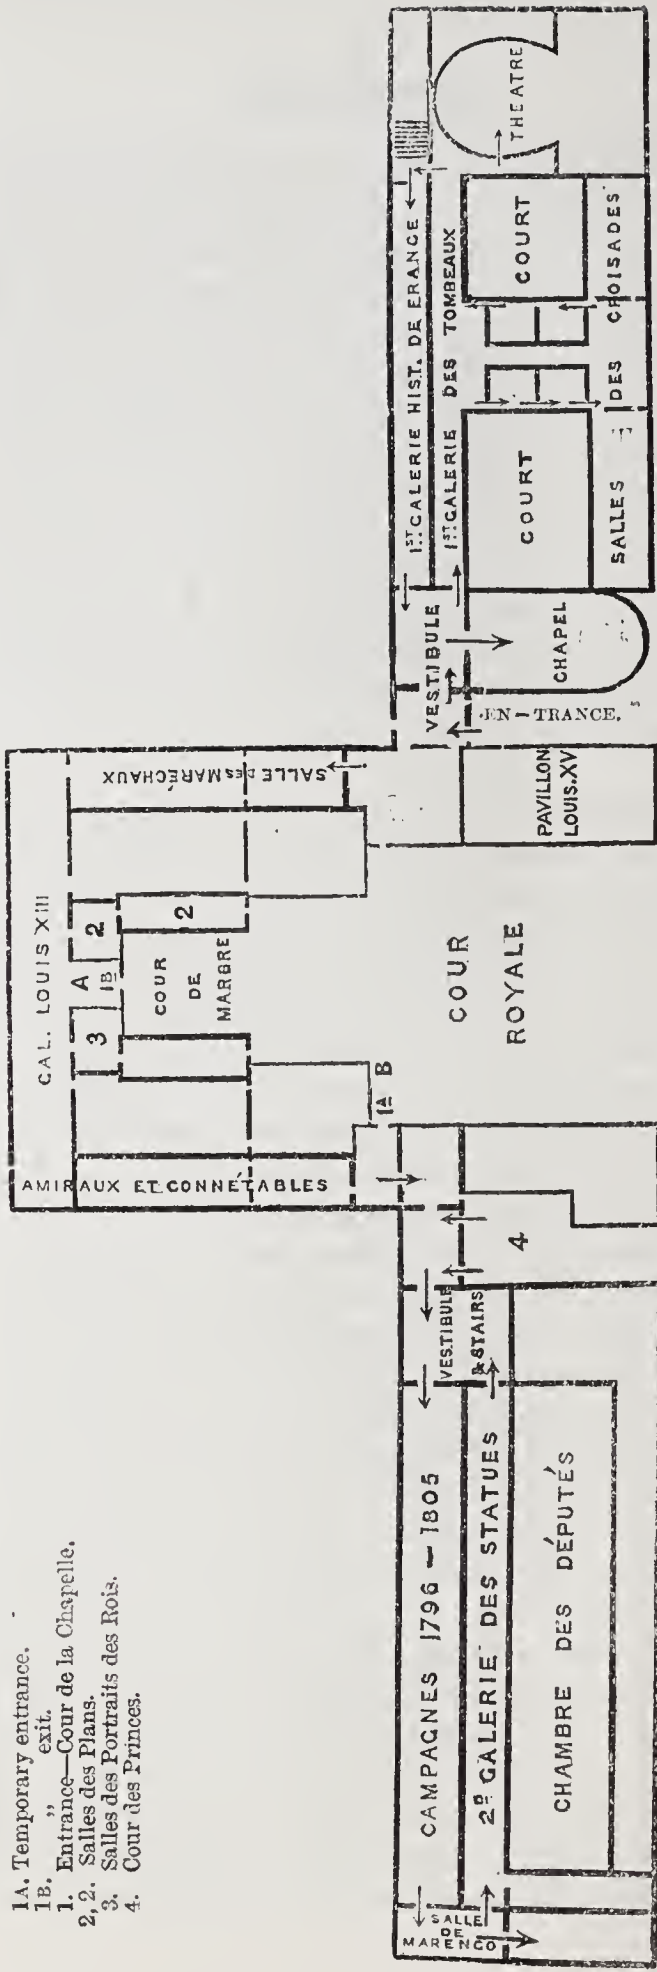 1A. Temporary entrance.
1B. „ exit.
1. Entrance—Cour de la Chapelle.
2, 2. Salles des Plans.
3. Salles des Portraits des Rois.
4. Cour des Princes.
CAL. LOUIS XIII
3
A
1B
2
2
COUR
DE
MARBRE
SALLE DES MARÉCHAUX
AMIRAUX ET CONNÉTABLES
1A
B
COUR
ROYALE
SALLE
DE
MARENGO
CAMPAGNES 1796 — 1805
2D GALERIE DES STATUES
CHAMBRE DES DÉPUTÉS
VESTIBULE
& STAIRS
4
PAVILLON
LOUIS.XV
EN-TRANCE.
VESTIBULE
CHAPEL
1ST GALERIE HIST. DE ERANCE
1ST GALERIE DES TOMBEAUX
COURT
COURT
SALLES DES CROISADES
THEATRE